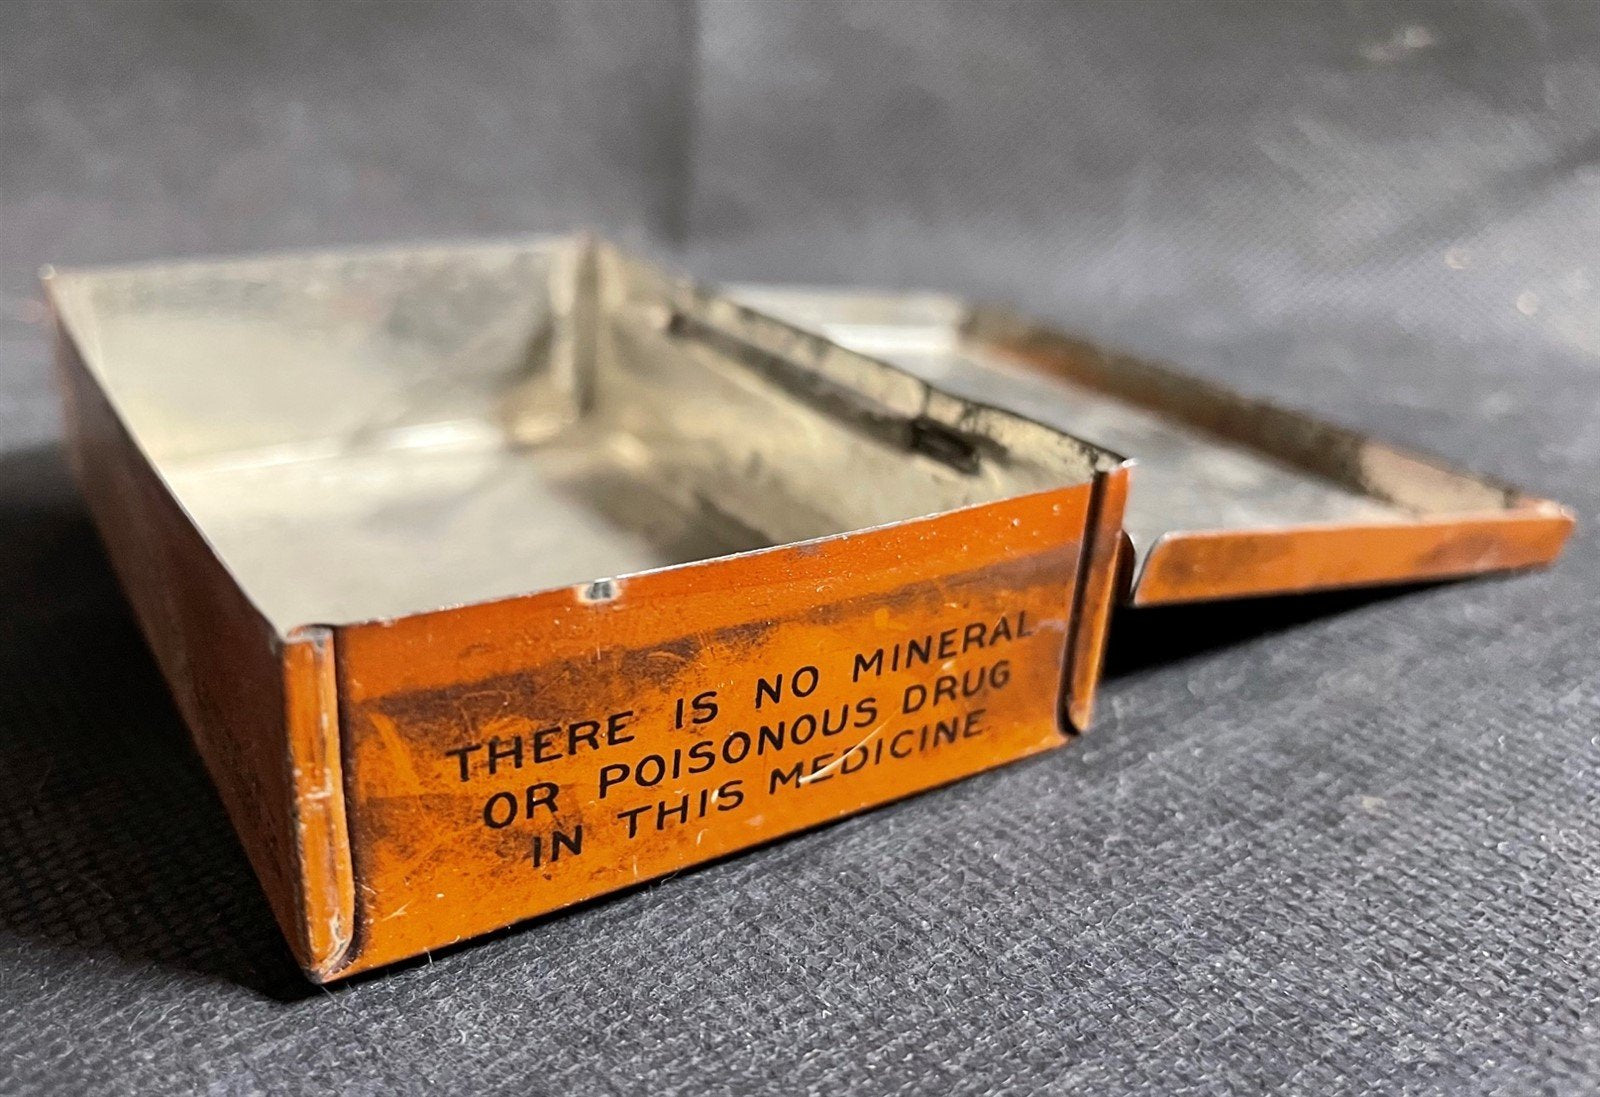 THERE IS NO MINERAL
OR POISONOUS DRUG
IN THIS MEDICINE